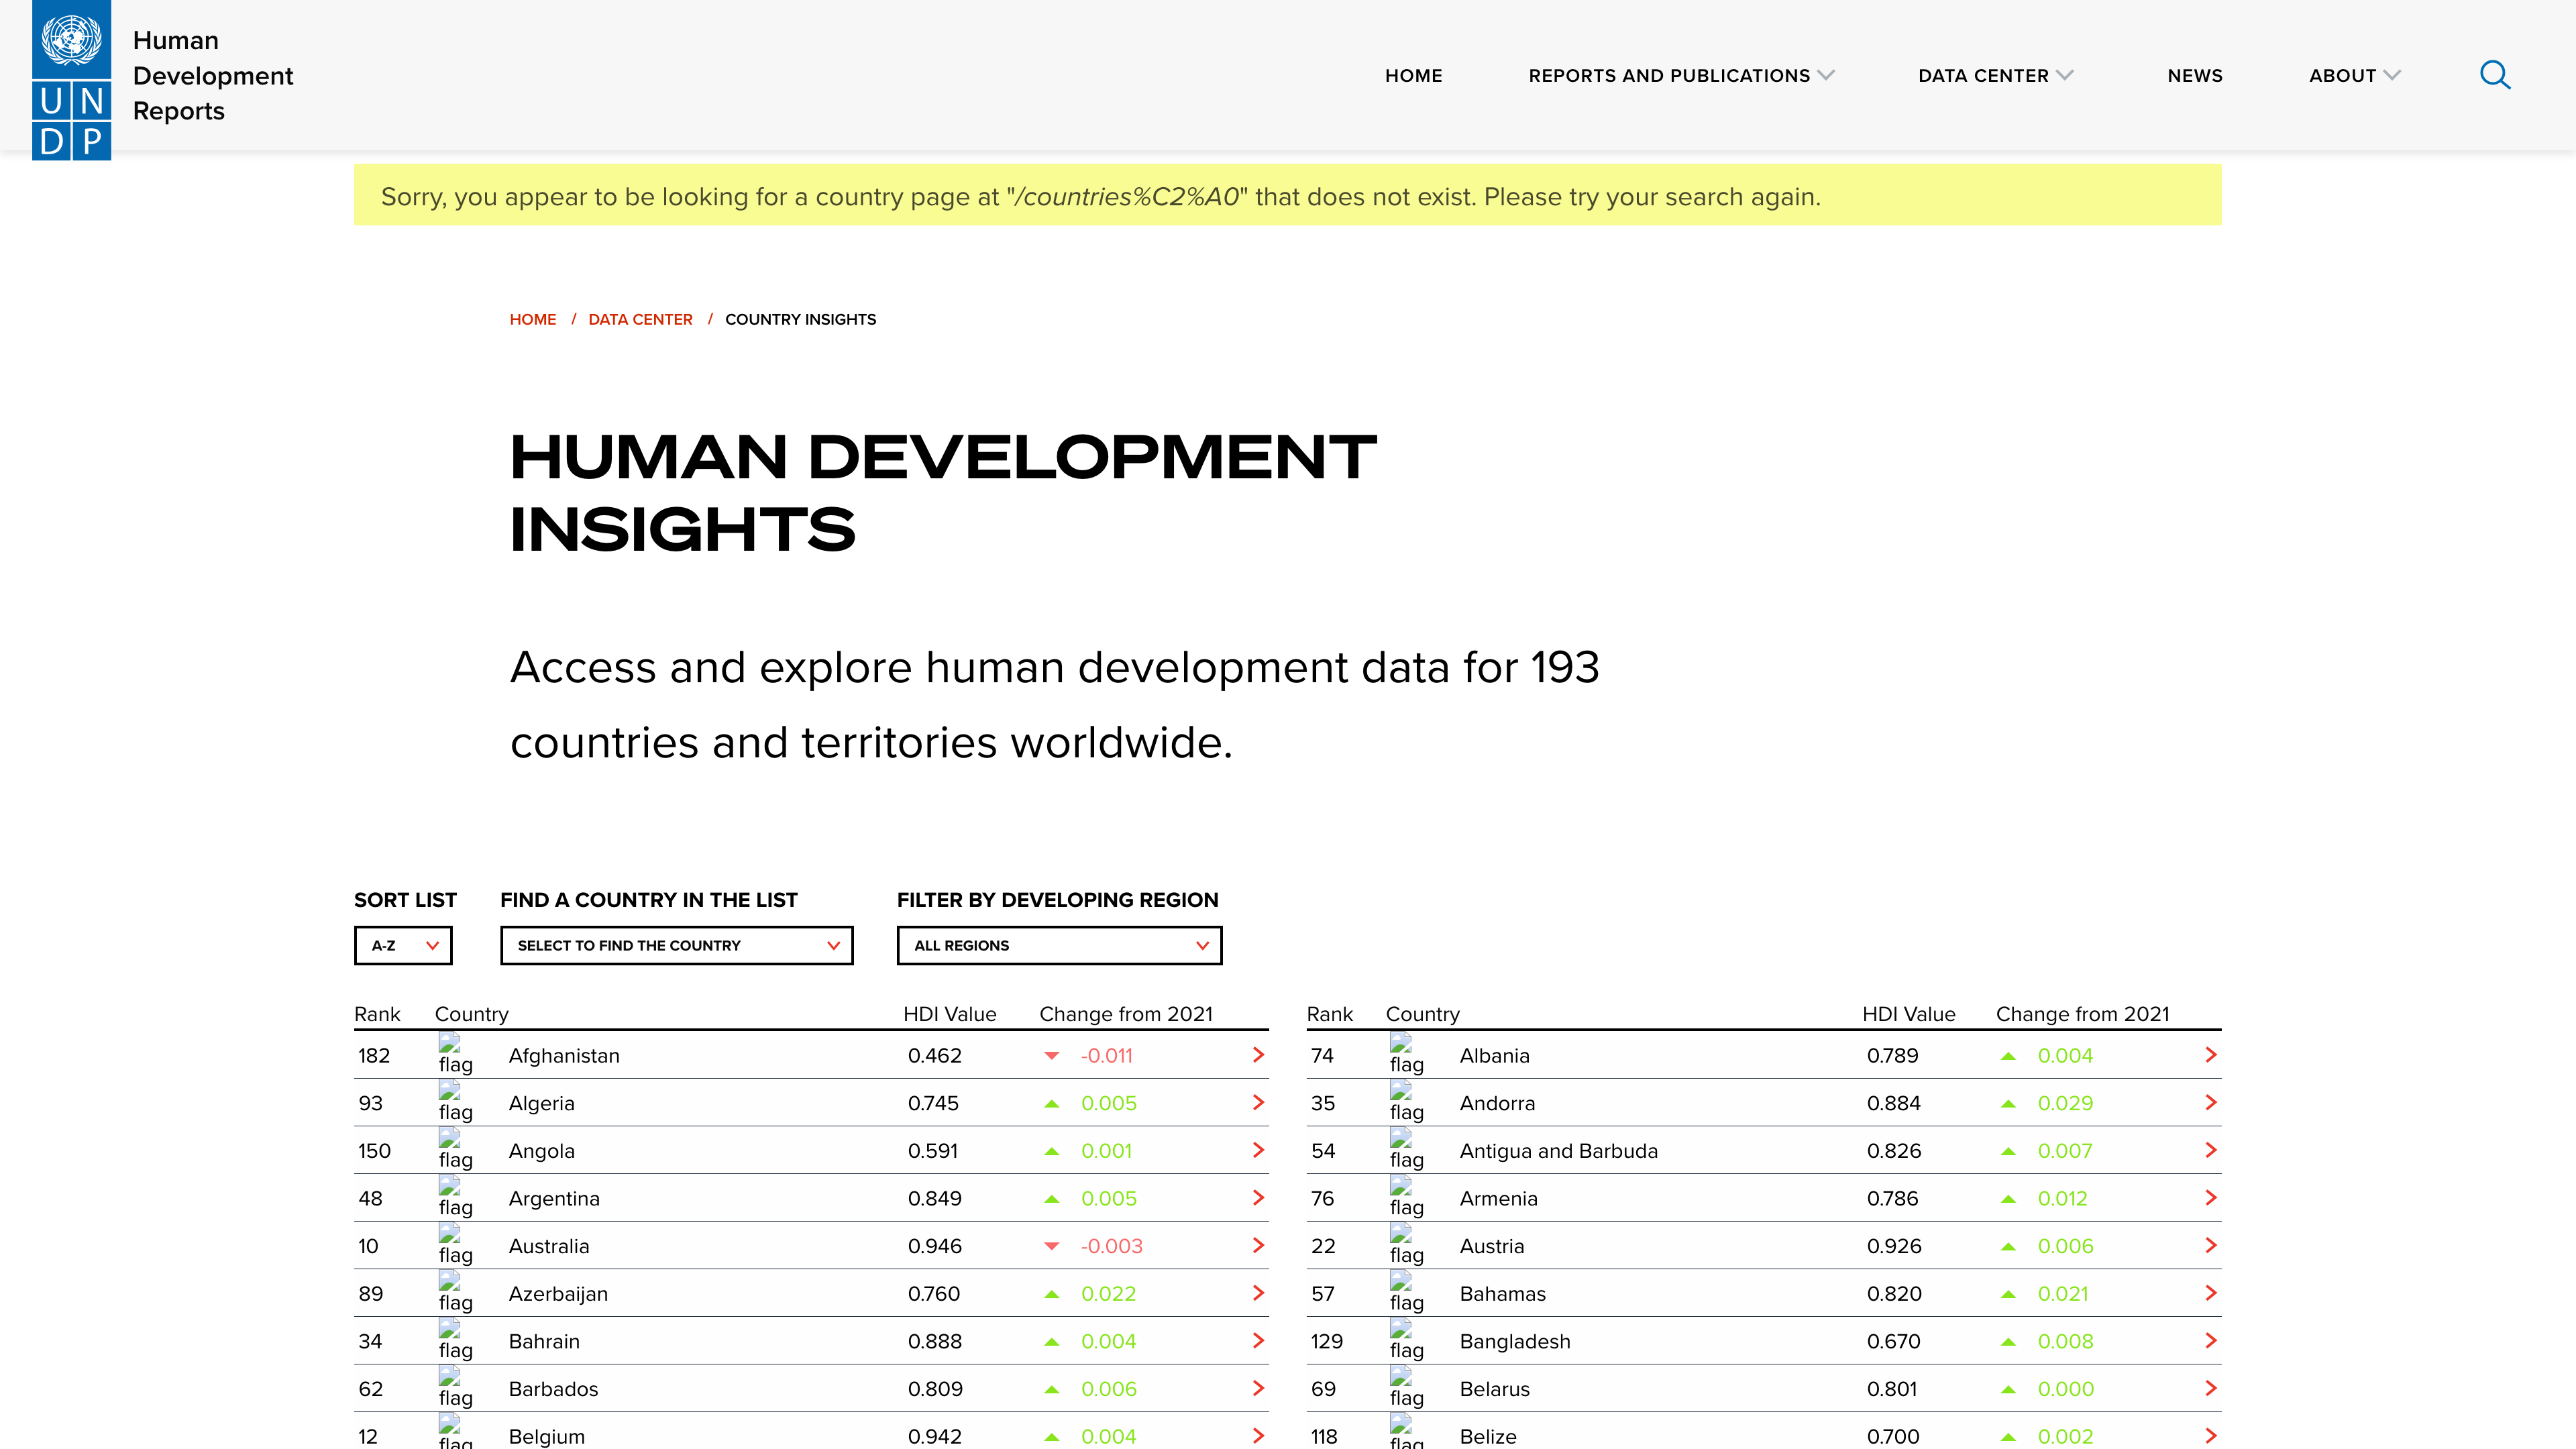 Human
Development
Reports
U N
D P
HOME
REPORTS AND PUBLICATIONS
DATA CENTER
NEWS
ABOUT
Sorry, you appear to be looking for a country page at "/countries%C2%A0" that does not exist. Please try your search again.
HOME / DATA CENTER / COUNTRY INSIGHTS
HUMAN DEVELOPMENT
INSIGHTS
Access and explore human development data for 193
countries and territories worldwide.
SORT LIST
A-Z
FIND A COUNTRY IN THE LIST
SELECT TO FIND THE COUNTRY
FILTER BY DEVELOPING REGION
ALL REGIONS
Rank Country HDI Value Change from 2021
182 flag Afghanistan 0.462 -0.011
93 flag Algeria 0.745 0.005
150 flag Angola 0.591 0.001
48 flag Argentina 0.849 0.005
10 flag Australia 0.946 -0.003
89 flag Azerbaijan 0.760 0.022
34 flag Bahrain 0.888 0.004
62 flag Barbados 0.809 0.006
12 flag Belgium 0.942 0.004
Rank Country HDI Value Change from 2021
74 flag Albania 0.789 0.004
35 flag Andorra 0.884 0.029
54 flag Antigua and Barbuda 0.826 0.007
76 flag Armenia 0.786 0.012
22 flag Austria 0.926 0.006
57 flag Bahamas 0.820 0.021
129 flag Bangladesh 0.670 0.008
69 flag Belarus 0.801 0.000
118 flag Belize 0.700 0.002